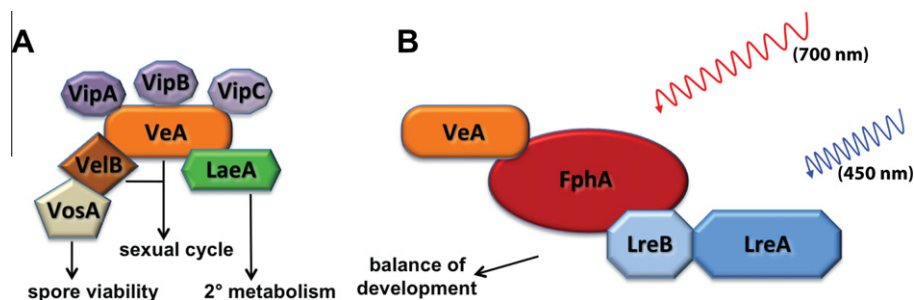 A
VipA
VipB
VipC
VeA
VelB
LaeA
VosA
sexual cycle
spore viability
2° metabolism
B
(700 nm)
VeA
FphA
(450 nm)
LreB
LreA
balance of
development